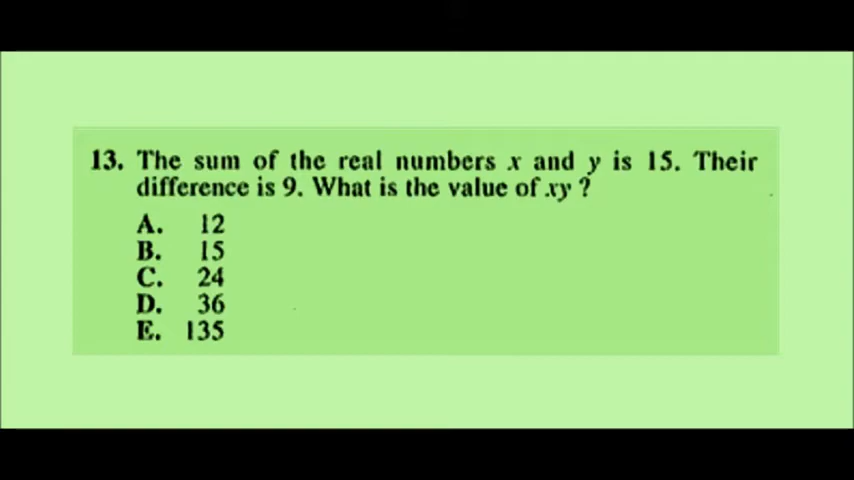 13. The sum of the real numbers x and y is 15. Their
difference is 9. What is the value of xy ?
A. 12
B. 15
C. 24
D. 36
E. 135